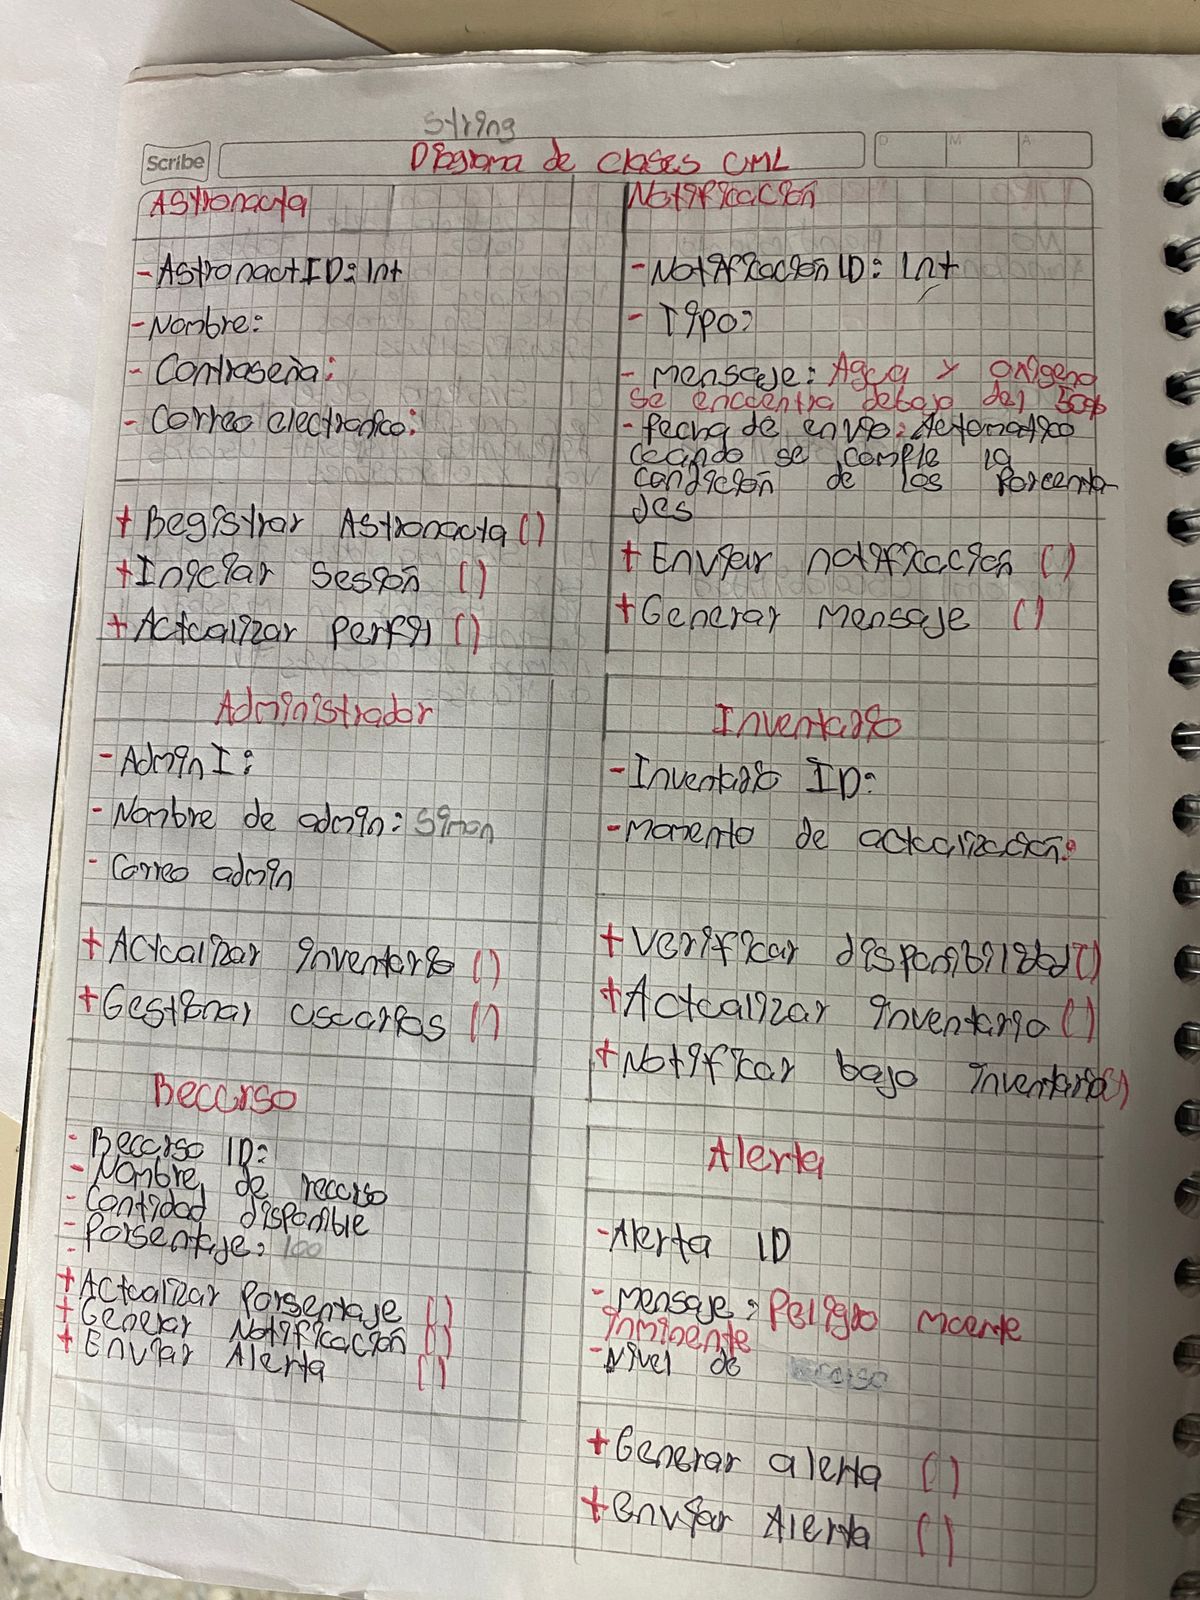 String
Scribe
Diagrama de clases UML
D M A
Astronauta
- AstronautID: Int
- Nombre:
- Contraseña:
- Correo electronico:
+ Registrar Astronauta ()
+ Iniciar sesión ()
+ Actualizar perfil ()
Notificación
- Notificación ID: Int
- Tipo:
- mensaje: Agua y oxigeno
se encuentra debajo del 50%
- fecha de envio: Automatico
cuando se cumple la
condición de los Porcenta-
jes
+ Enviar notificación ()
+ Generar Mensaje ()
Administrador
- Admin I:
- Nombre de admin: Simon
- Correo admin
+ Actualizar inventario ()
+ Gestionar usuarios ()
Inventario
- Inventario ID:
- momento de actualización:
+ Verificar disponibilidad ()
+ Actualizar inventario ()
+ Notificar bajo inventario ()
Recurso
- Recurso ID:
- Nombre de recurso
- Cantidad disponible
- Porsentaje: 100
-
+ Actualizar Porsentaje ()
+ Generar Notificación ()
+ Enviar Alerta ()
Alerta
- Alerta ID
- mensaje: Peligro muerte
inminente
- Nivel de
+ Generar alerta ()
+ Enviar Alerta ()